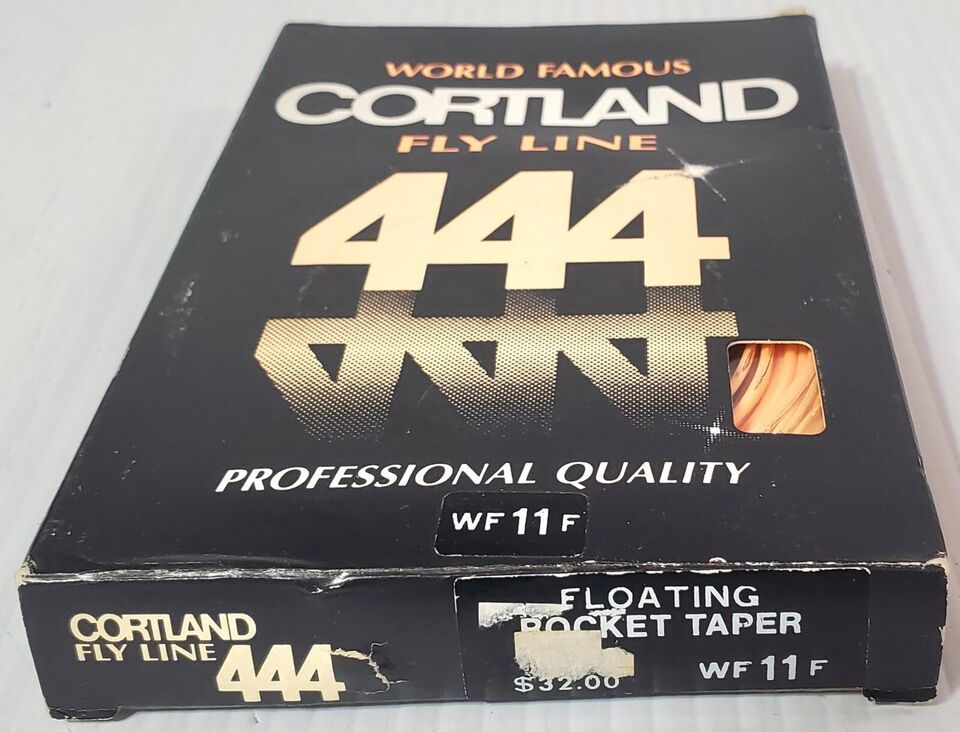 WORLD FAMOUS
CORTLAND
FLY LINE
444
PROFESSIONAL QUALITY
WF 11 F
CORTLAND
FLY LINE 444
FLOATING
ROCKET TAPER
WF 11 F
$32.00